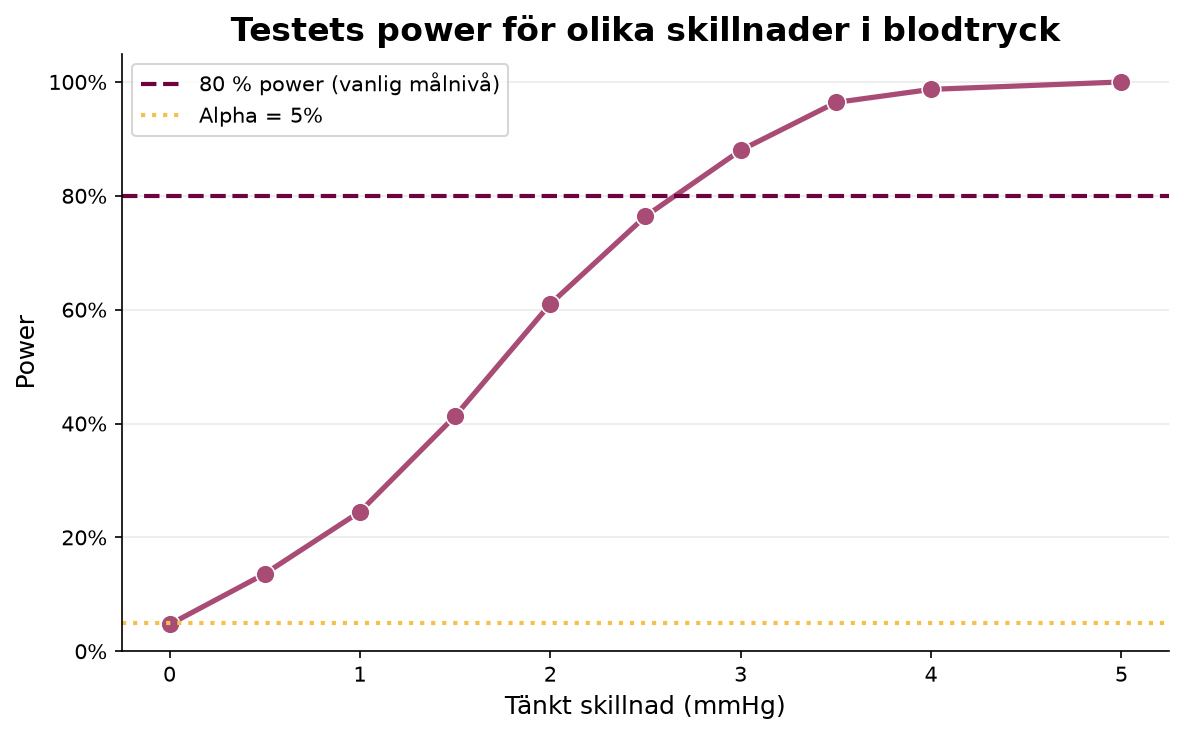 Testets power för olika skillnader i blodtryck
80 % power (vanlig målnivå)
Alpha = 5%
100%
80%
60%
40%
20%
0%
Power
0 1 2 3 4 5
Tänkt skillnad (mmHg)